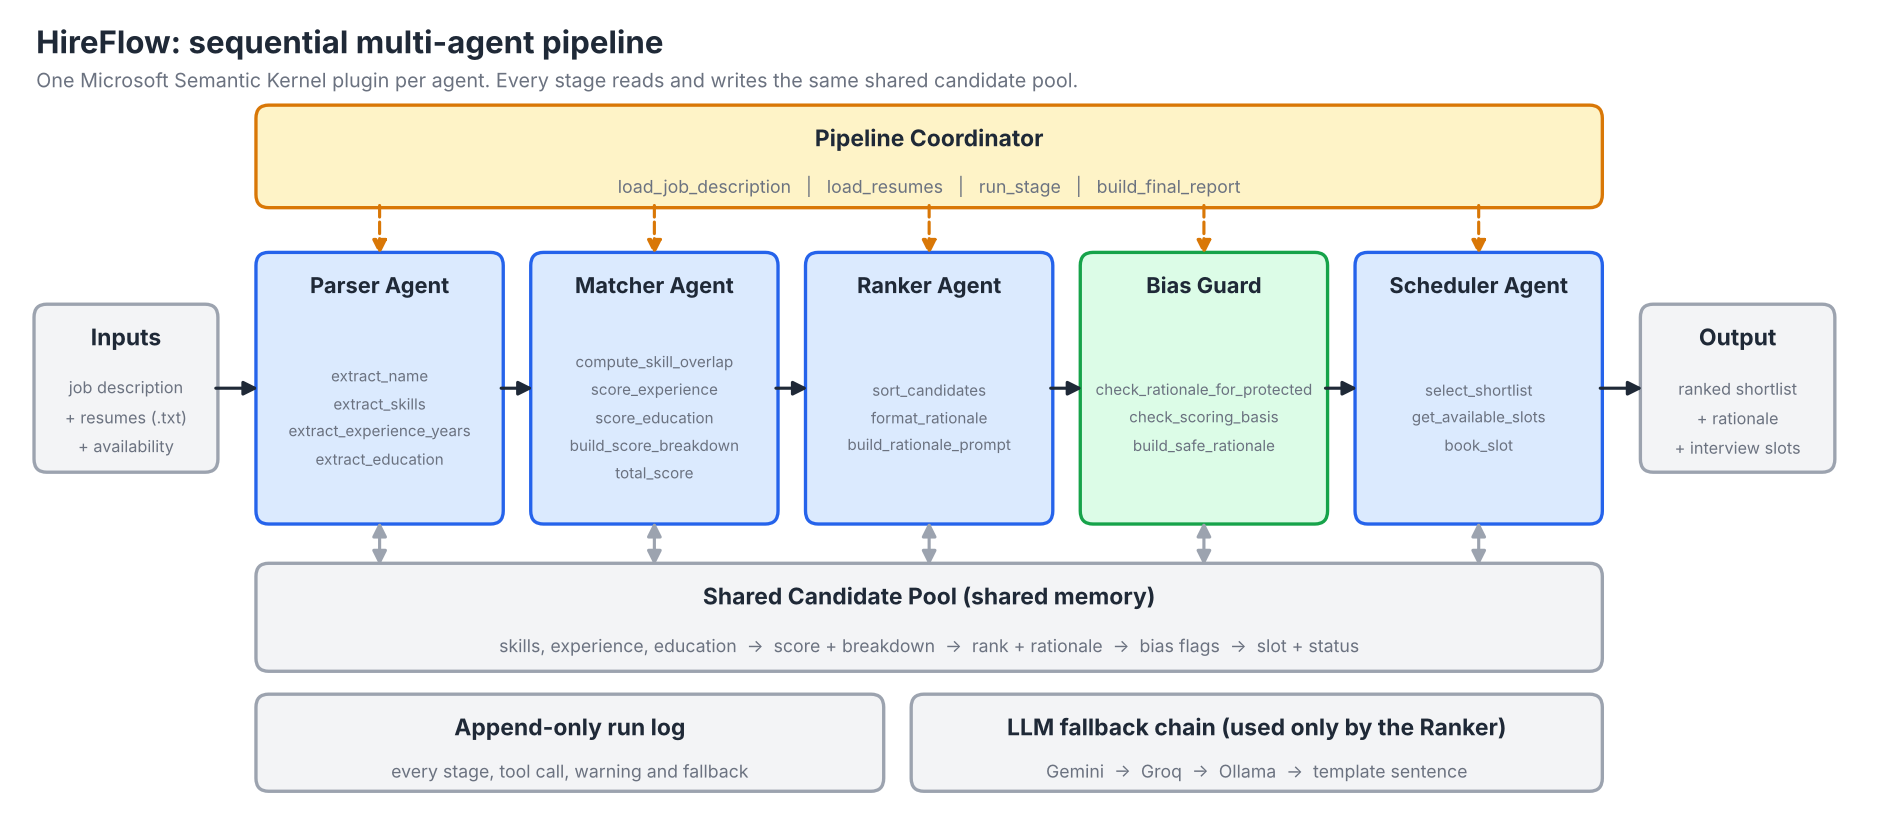 HireFlow: sequential multi-agent pipeline
One Microsoft Semantic Kernel plugin per agent. Every stage reads and writes the same shared candidate pool.
Pipeline Coordinator
load_job_description | load_resumes | run_stage | build_final_report
Inputs
job description
+ resumes (.txt)
+ availability
Parser Agent
extract_name
extract_skills
extract_experience_years
extract_education
Matcher Agent
compute_skill_overlap
score_experience
score_education
build_score_breakdown
total_score
Ranker Agent
sort_candidates
format_rationale
build_rationale_prompt
Bias Guard
check_rationale_for_protected
check_scoring_basis
build_safe_rationale
Scheduler Agent
select_shortlist
get_available_slots
book_slot
Output
ranked shortlist
+ rationale
+ interview slots
Shared Candidate Pool (shared memory)
skills, experience, education → score + breakdown → rank + rationale → bias flags → slot + status
Append-only run log
every stage, tool call, warning and fallback
LLM fallback chain (used only by the Ranker)
Gemini → Groq → Ollama → template sentence